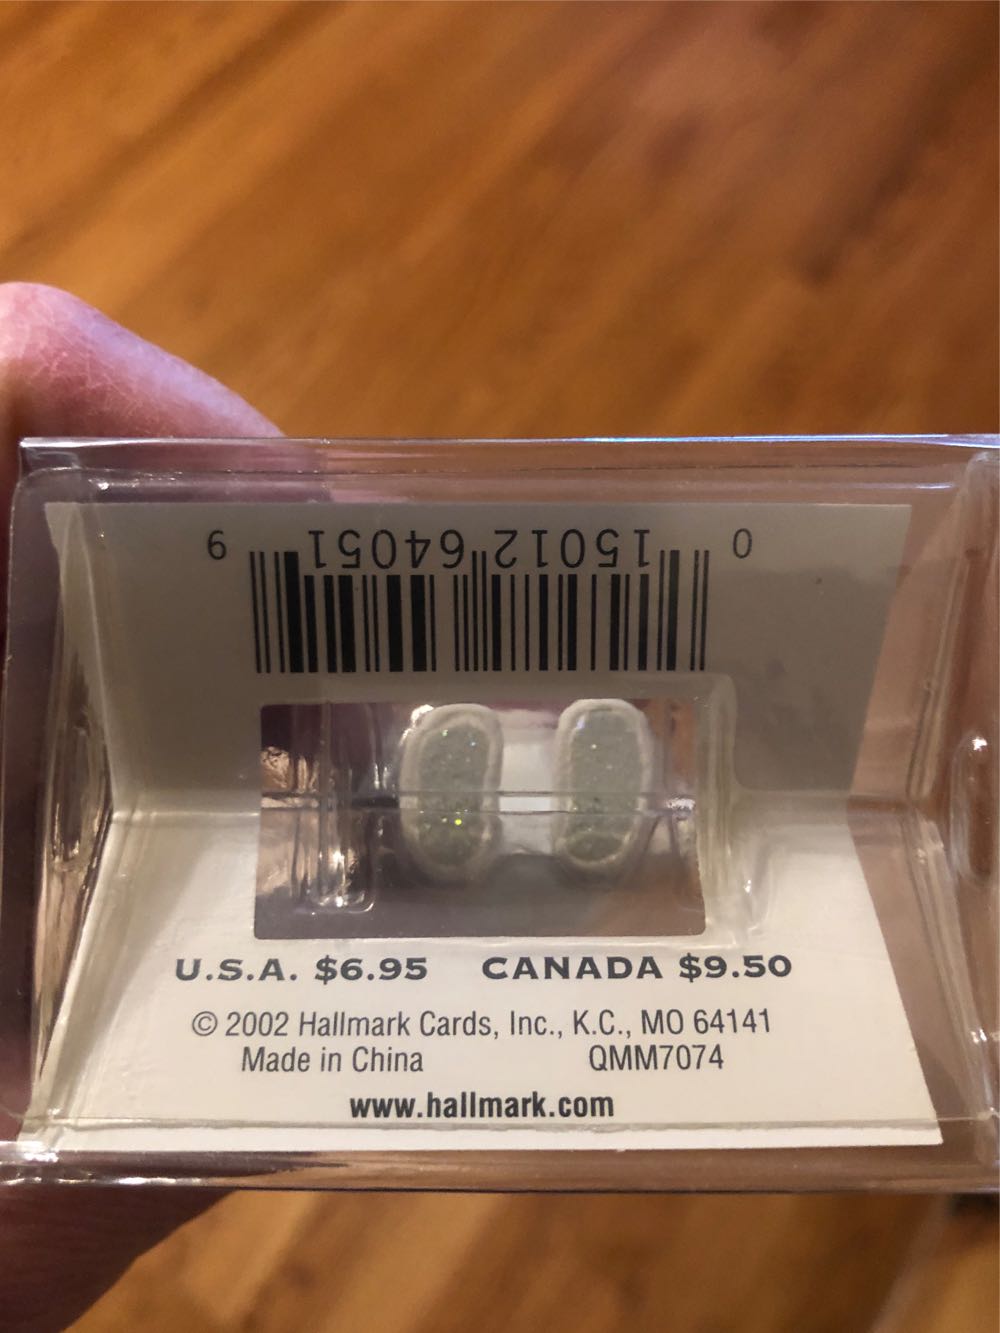 0 15012 64051 9
U.S.A. $6.95 CANADA $9.50
© 2002 Hallmark Cards, Inc., K.C., MO 64141
Made in China QMM7074
www.hallmark.com